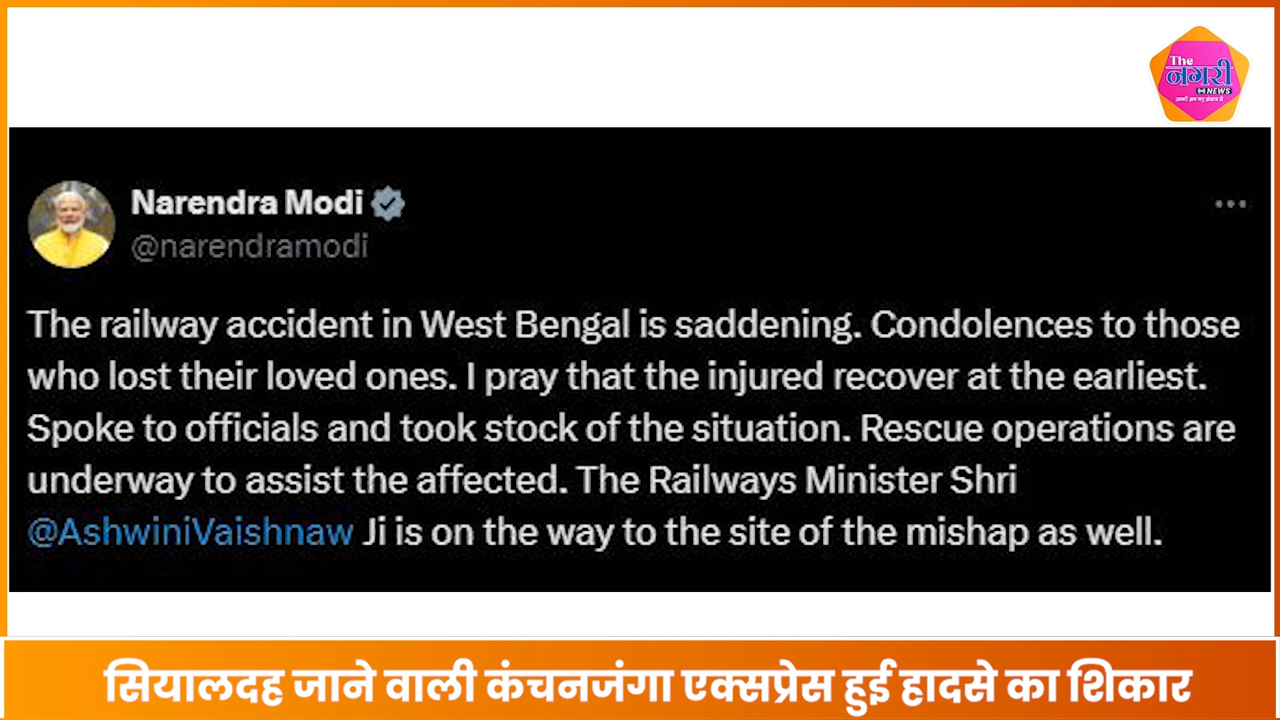 The
नगरी
NEWS
Narendra Modi
@narendramodi
The railway accident in West Bengal is saddening. Condolences to those
who lost their loved ones. I pray that the injured recover at the earliest.
Spoke to officials and took stock of the situation. Rescue operations are
underway to assist the affected. The Railways Minister Shri
@AshwiniVaishnaw Ji is on the way to the site of the mishap as well.
सियालदह जाने वाली कंचनजंगा एक्सप्रेस हुई हादसे का शिकार